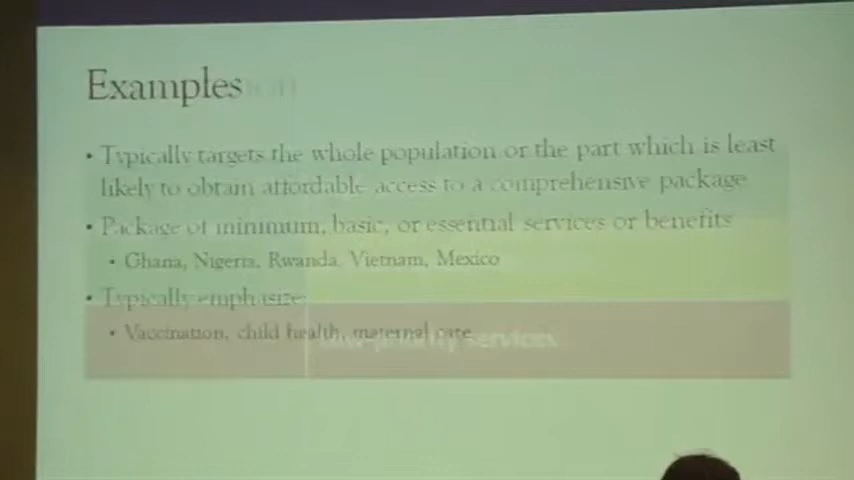 Examples
• Typically targets the whole population or the part which is least
likely to obtain affordable access to a comprehensive package
• Package of minimum, basic, or essential services or benefits
• Ghana, Nigeria, Rwanda, Vietnam, Mexico
• Typically emphasize:
• Vaccination, child health, maternal care
services